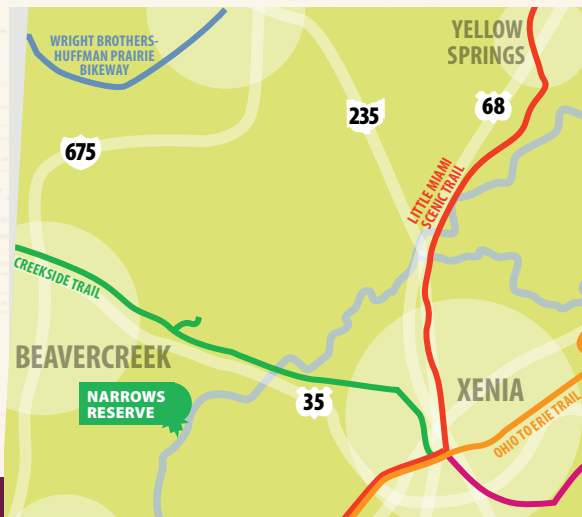 WRIGHT BROTHERS-
HUFFMAN PRAIRIE
BIKEWAY
YELLOW
SPRINGS
235
68
675
LITTLE MIAMI
SCENIC TRAIL
CREEKSIDE TRAIL
BEAVERCREEK
NARROWS
RESERVE
35
XENIA
OHIO TO ERIE TRAIL